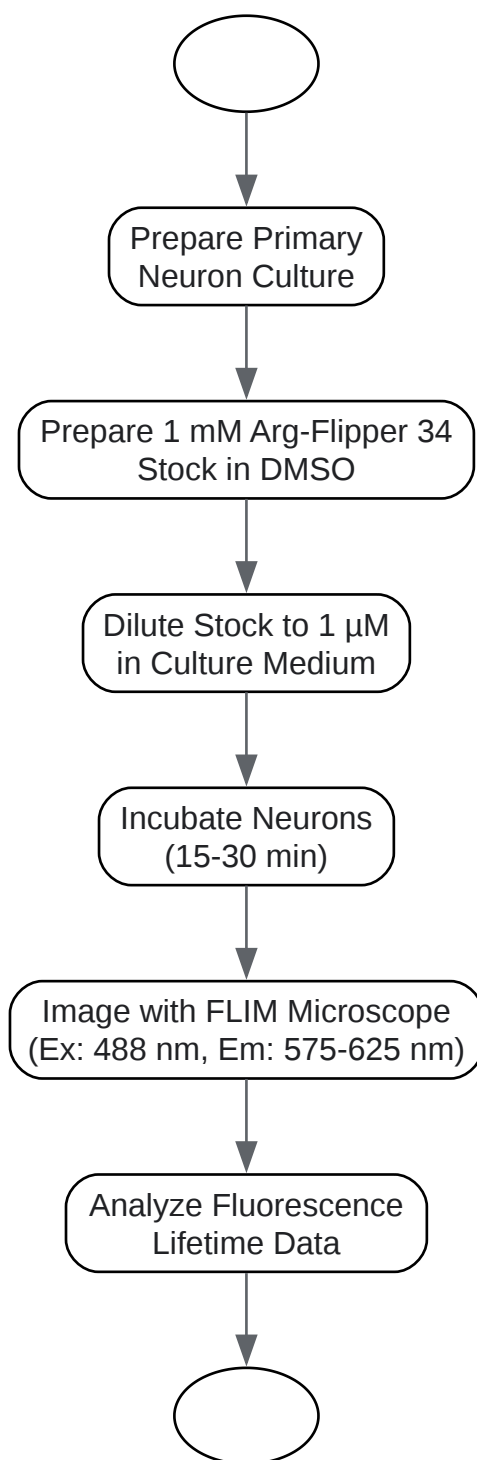 Prepare Primary
Neuron Culture
Prepare 1 mM Arg-Flipper 34
Stock in DMSO
Dilute Stock to 1 µM
in Culture Medium
Incubate Neurons
(15-30 min)
Image with FLIM Microscope
(Ex: 488 nm, Em: 575-625 nm)
Analyze Fluorescence
Lifetime Data